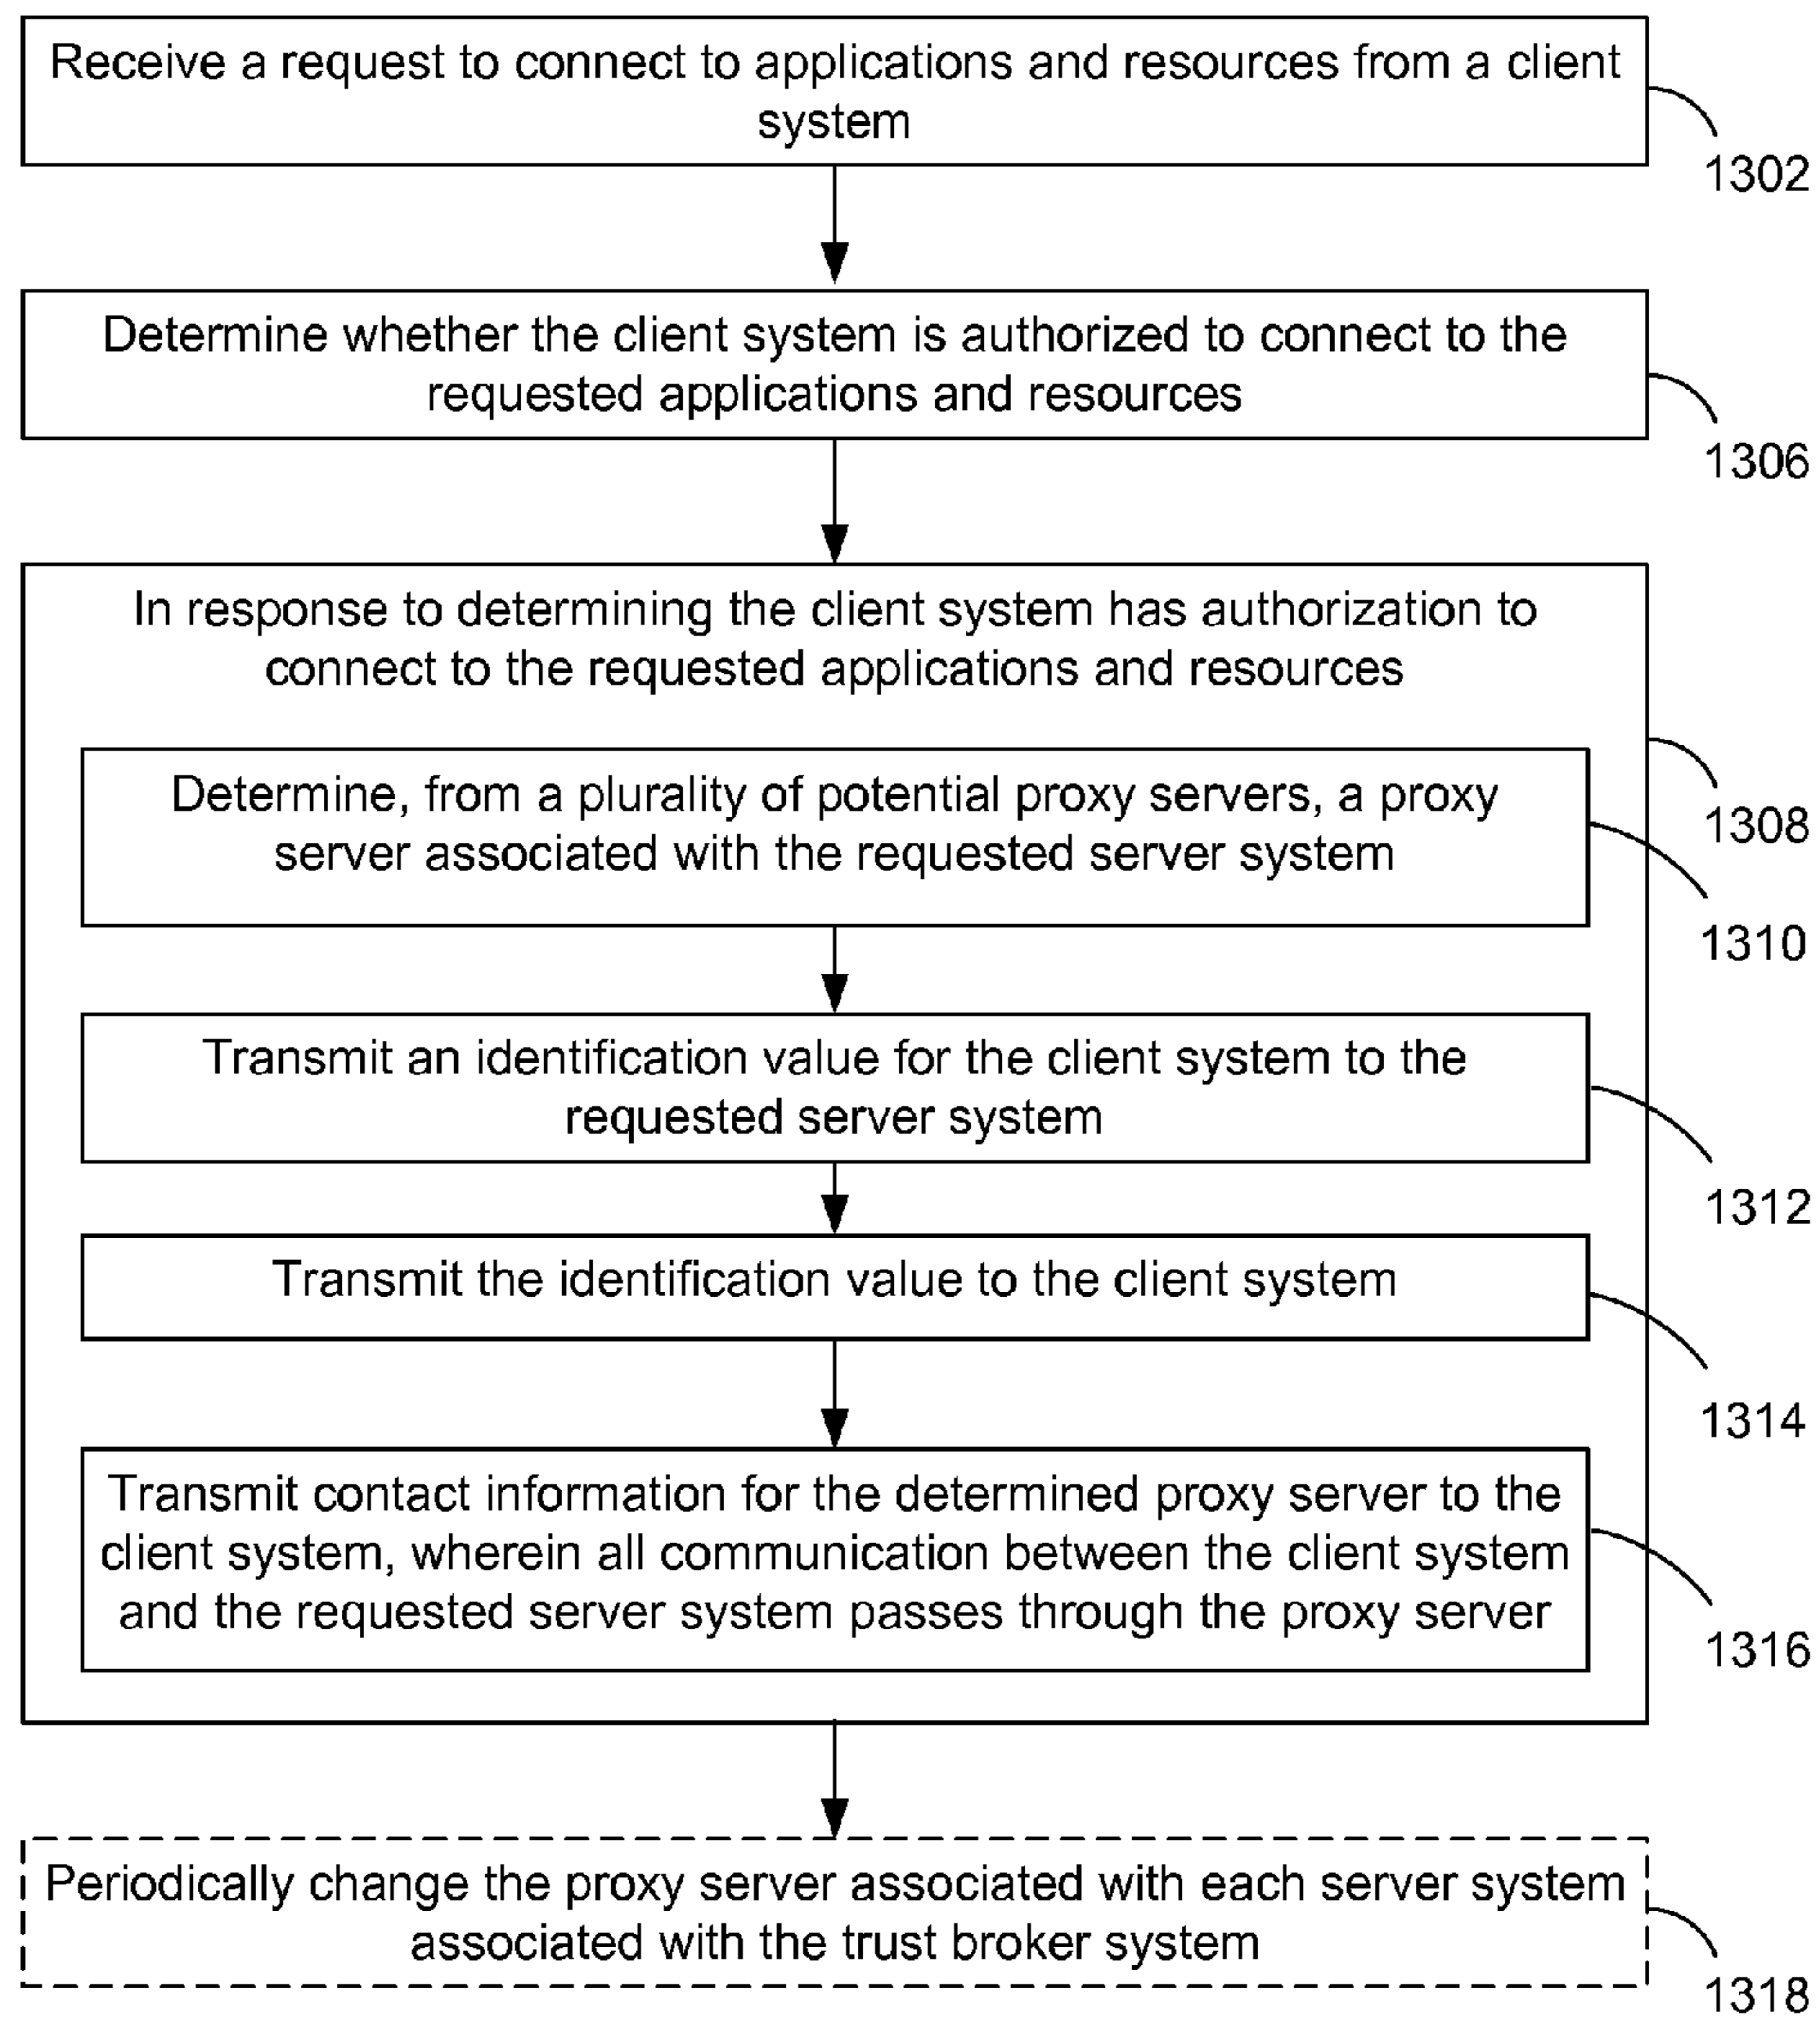 Receive a request to connect to applications and resources from a client
system
1302
Determine whether the client system is authorized to connect to the
requested applications and resources
1306
In response to determining the client system has authorization to
connect to the requested applications and resources
1308
Determine, from a plurality of potential proxy servers, a proxy
server associated with the requested server system
1310
Transmit an identification value for the client system to the
requested server system
1312
Transmit the identification value to the client system
1314
Transmit contact information for the determined proxy server to the
client system, wherein all communication between the client system
and the requested server system passes through the proxy server
1316
Periodically change the proxy server associated with each server system
associated with the trust broker system
1318